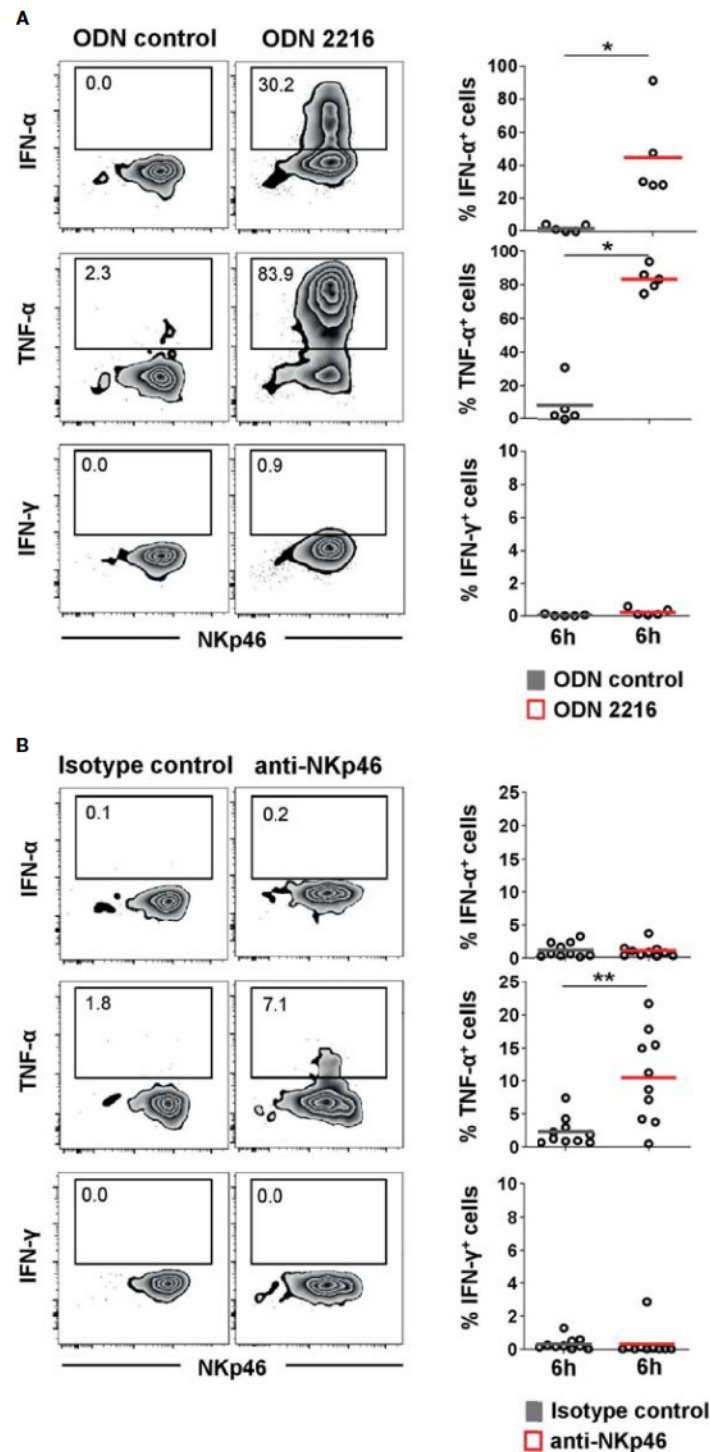 A
ODN control ODN 2216
IFN-α
0.0
30.2
% IFN-α⁺ cells
100
80
60
40
20
0
*
TNF-α
2.3
83.9
% TNF-α⁺ cells
100
80
60
40
20
0
*
IFN-γ
0.0
0.9
% IFN-γ⁺ cells
10
8
6
4
2
0
6h 6h
NKp46
ODN control
ODN 2216
B
Isotype control anti-NKp46
IFN-α
0.1
0.2
% IFN-α⁺ cells
25
20
15
10
5
0
TNF-α
1.8
7.1
% TNF-α⁺ cells
25
20
15
10
5
0
**
IFN-γ
0.0
0.0
% IFN-γ⁺ cells
10
8
6
4
2
0
6h 6h
NKp46
Isotype control
anti-NKp46